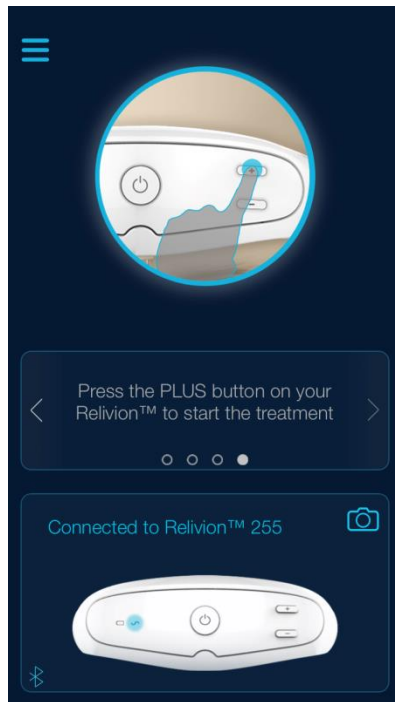 Press the PLUS button on your
Relivion™ to start the treatment
Connected to Relivion™ 255